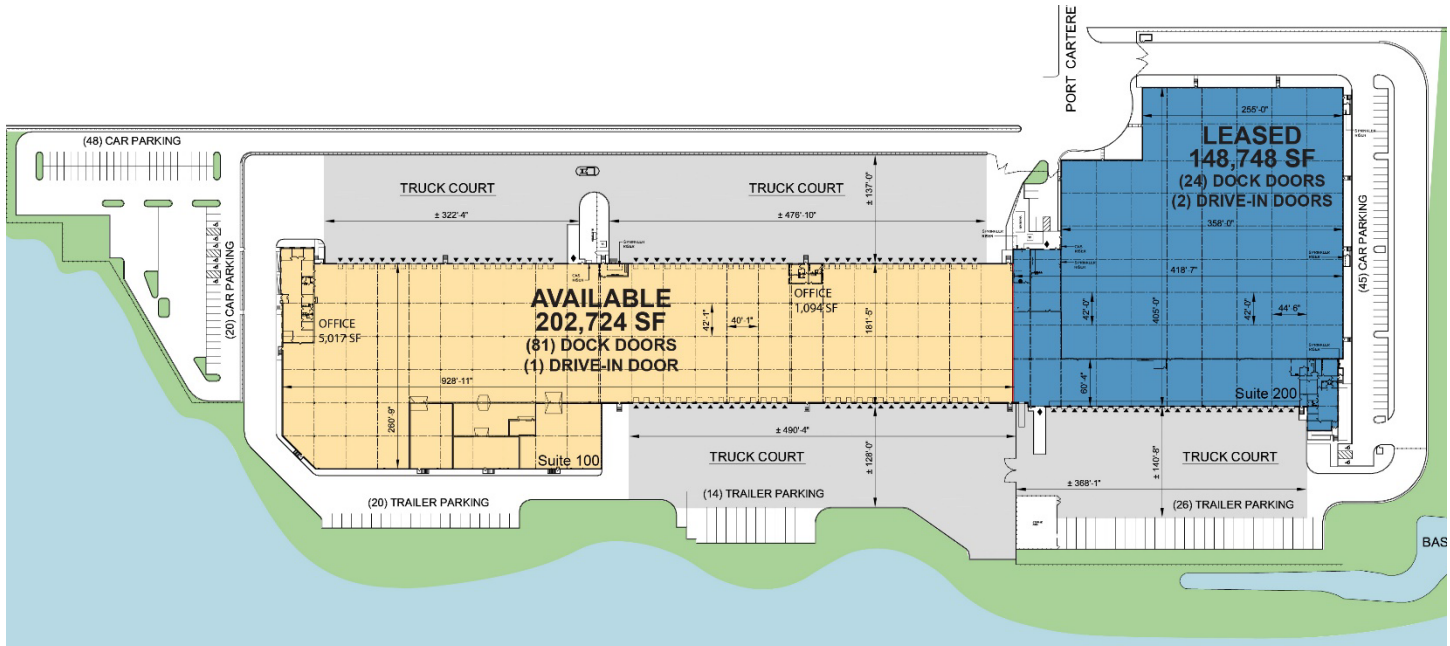 PORT CARTERE
(48) CAR PARKING
(20) CAR PARKING
TRUCK COURT
± 322'-4"
TRUCK COURT
± 476'-10"
± 137'-0"
255'-0"
LEASED
148,748 SF
(24) DOCK DOORS
(2) DRIVE-IN DOORS
358'-0"
418'-7"
405'-0"
42'-0"
42'-0"
44'-6"
60'-4"
Suite 200
(45) CAR PARKING
OFFICE
5,017 SF
AVAILABLE
202,724 SF
(81) DOCK DOORS
(1) DRIVE-IN DOOR
42'-1"
40'-1"
OFFICE
1,094 SF
181'-5"
928'-11"
260'-9"
Suite 100
± 490'-4"
TRUCK COURT
± 128'-0"
(20) TRAILER PARKING
(14) TRAILER PARKING
TRUCK COURT
± 140'-8"
± 368'-1"
(26) TRAILER PARKING
BAS